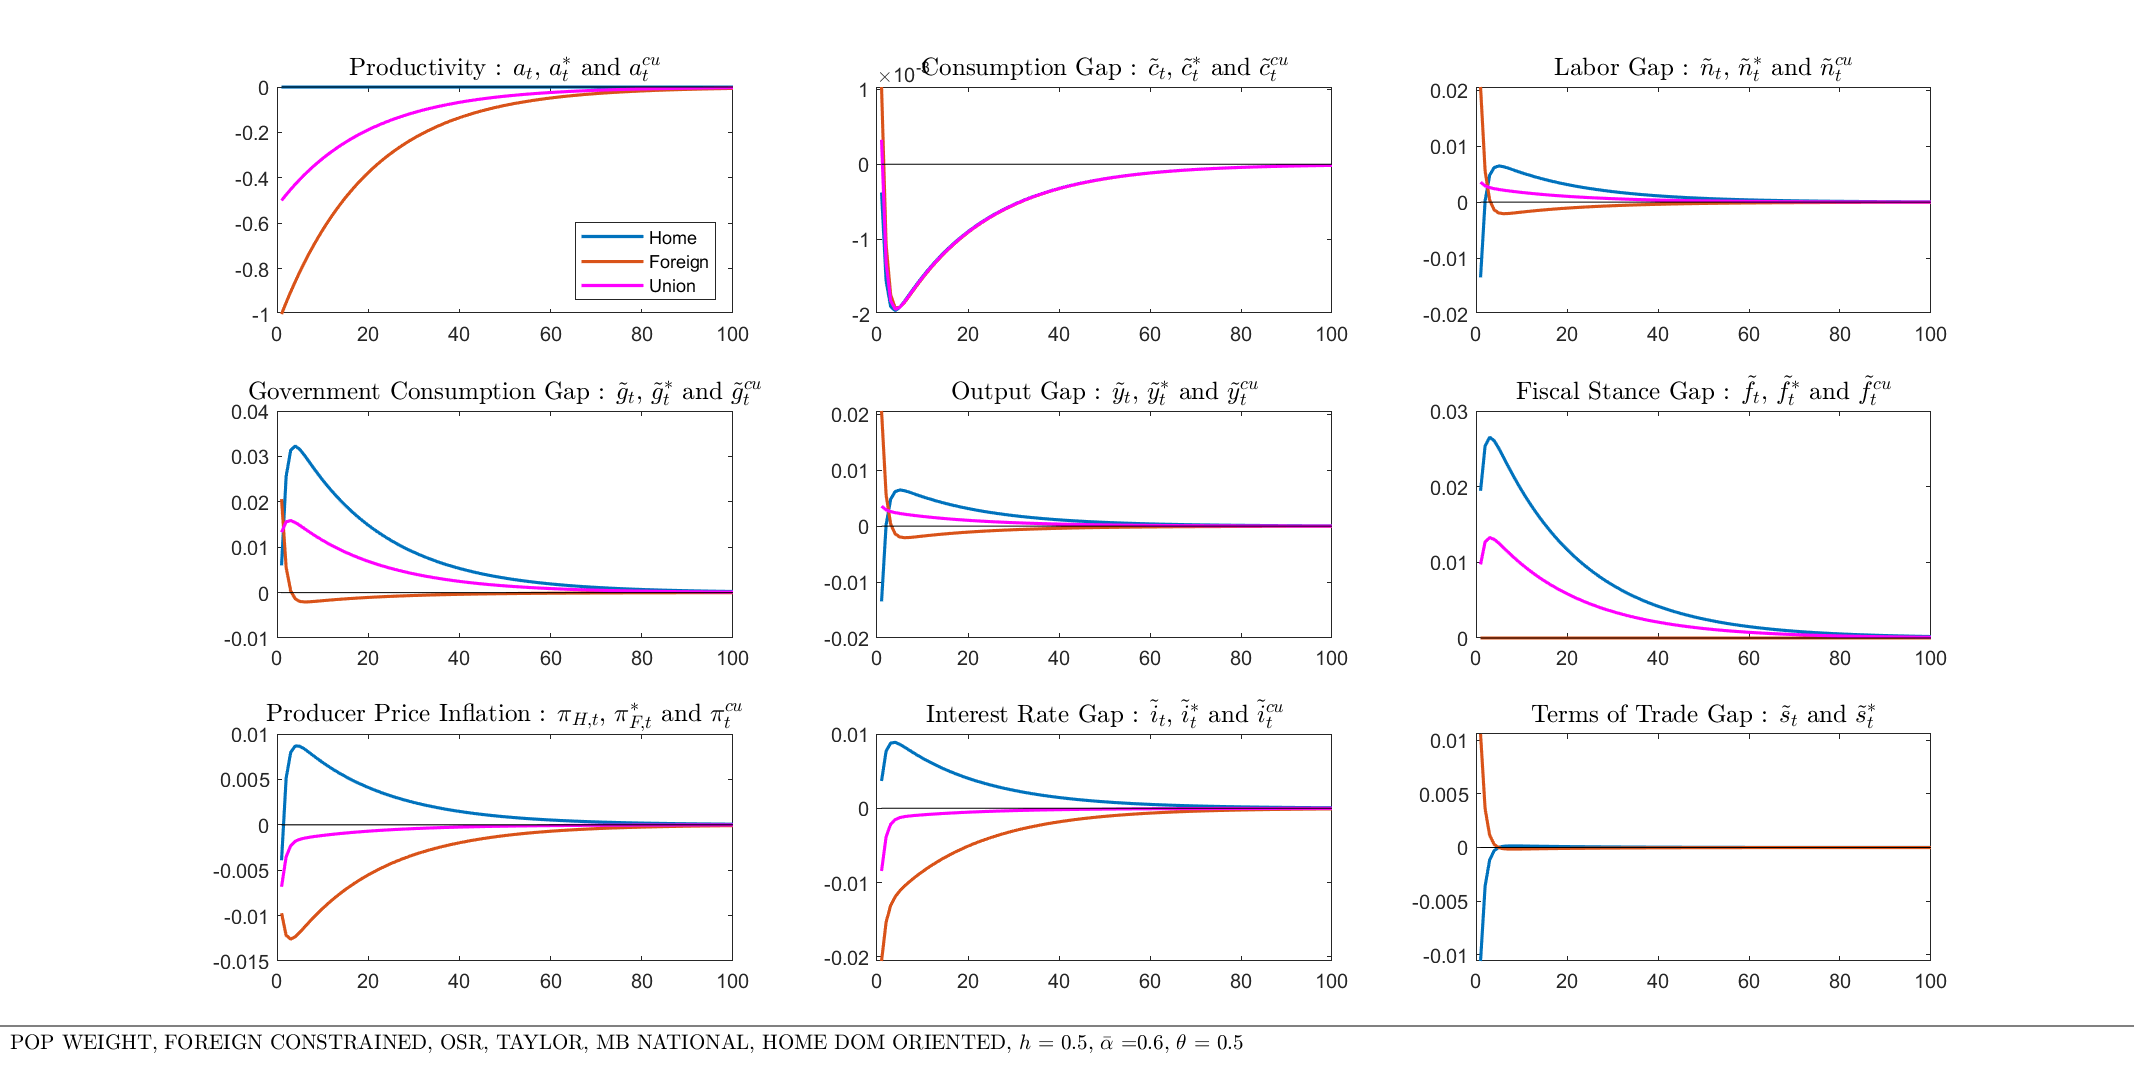 Productivity : a_t, a_t^* and a_t^{cu}
0
-0.2
-0.4
-0.6
-0.8
-1
0 20 40 60 80 100
Home
Foreign
Union
×10^{-3}
Consumption Gap : c̃_t, c̃_t^* and c̃_t^{cu}
1
0
-1
-2
0 20 40 60 80 100
Labor Gap : ñ_t, ñ_t^* and ñ_t^{cu}
0.02
0.01
0
-0.01
-0.02
0 20 40 60 80 100
Government Consumption Gap : g̃_t, g̃_t^* and g̃_t^{cu}
0.04
0.03
0.02
0.01
0
-0.01
0 20 40 60 80 100
Output Gap : ỹ_t, ỹ_t^* and ỹ_t^{cu}
0.02
0.01
0
-0.01
-0.02
0 20 40 60 80 100
Fiscal Stance Gap : f̃_t, f̃_t^* and f̃_t^{cu}
0.03
0.02
0.01
0
0 20 40 60 80 100
Producer Price Inflation : π_{H,t}, π_{F,t}^* and π_t^{cu}
0.01
0.005
0
-0.005
-0.01
-0.015
0 20 40 60 80 100
Interest Rate Gap : ĩ_t, ĩ_t^* and ĩ_t^{cu}
0.01
0
-0.01
-0.02
0 20 40 60 80 100
Terms of Trade Gap : s̃_t and s̃_t^*
0.01
0.005
0
-0.005
-0.01
0 20 40 60 80 100
POP WEIGHT, FOREIGN CONSTRAINED, OSR, TAYLOR, MB NATIONAL, HOME DOM ORIENTED, h = 0.5, ᾱ =0.6, θ = 0.5